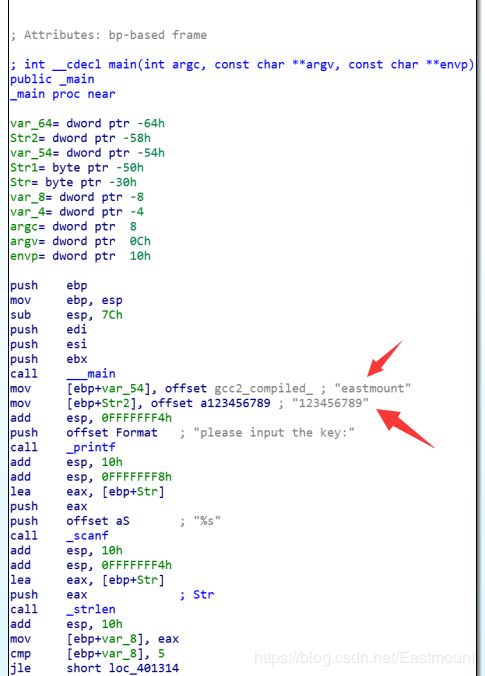 ; Attributes: bp-based frame
; int __cdecl main(int argc, const char **argv, const char **envp)
public _main
_main proc near
var_64= dword ptr -64h
Str2= dword ptr -58h
var_54= dword ptr -54h
Str1= byte ptr -50h
Str= byte ptr -30h
var_8= dword ptr -8
var_4= dword ptr -4
argc= dword ptr  8
argv= dword ptr  0Ch
envp= dword ptr  10h
push    ebp
mov     ebp, esp
sub     esp, 7Ch
push    edi
push    esi
push    ebx
call    ___main
mov     [ebp+var_54], offset gcc2_compiled_ ; "eastmount"
mov     [ebp+Str2], offset a123456789 ; "123456789"
add     esp, 0FFFFFFF4h
push    offset Format   ; "please input the key:"
call    _printf
add     esp, 10h
add     esp, 0FFFFFFF8h
lea     eax, [ebp+Str]
push    eax
push    offset aS       ; "%s"
call    _scanf
add     esp, 10h
add     esp, 0FFFFFFF4h
lea     eax, [ebp+Str]
push    eax             ; Str
call    _strlen
add     esp, 10h
mov     [ebp+var_8], eax
cmp     [ebp+var_8], 5
jle     short loc_401314
https://blog.csdn.net/Eastmount